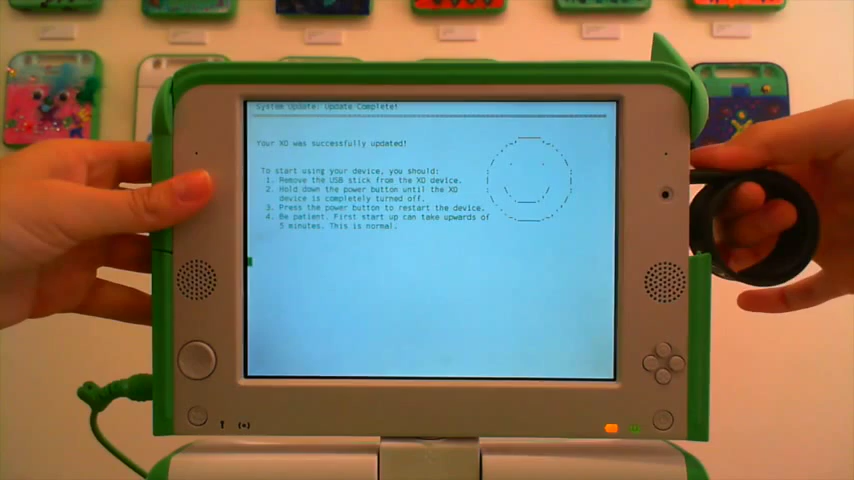 System Update: Update Complete!
Your XO was successfully updated!
To start using your device, you should:
1. Remove the USB stick from the XO device.
2. Hold down the power button until the XO
device is completely turned off.
3. Press the power button to restart the device.
4. Be patient. First start up can take upwards of
5 minutes. This is normal.